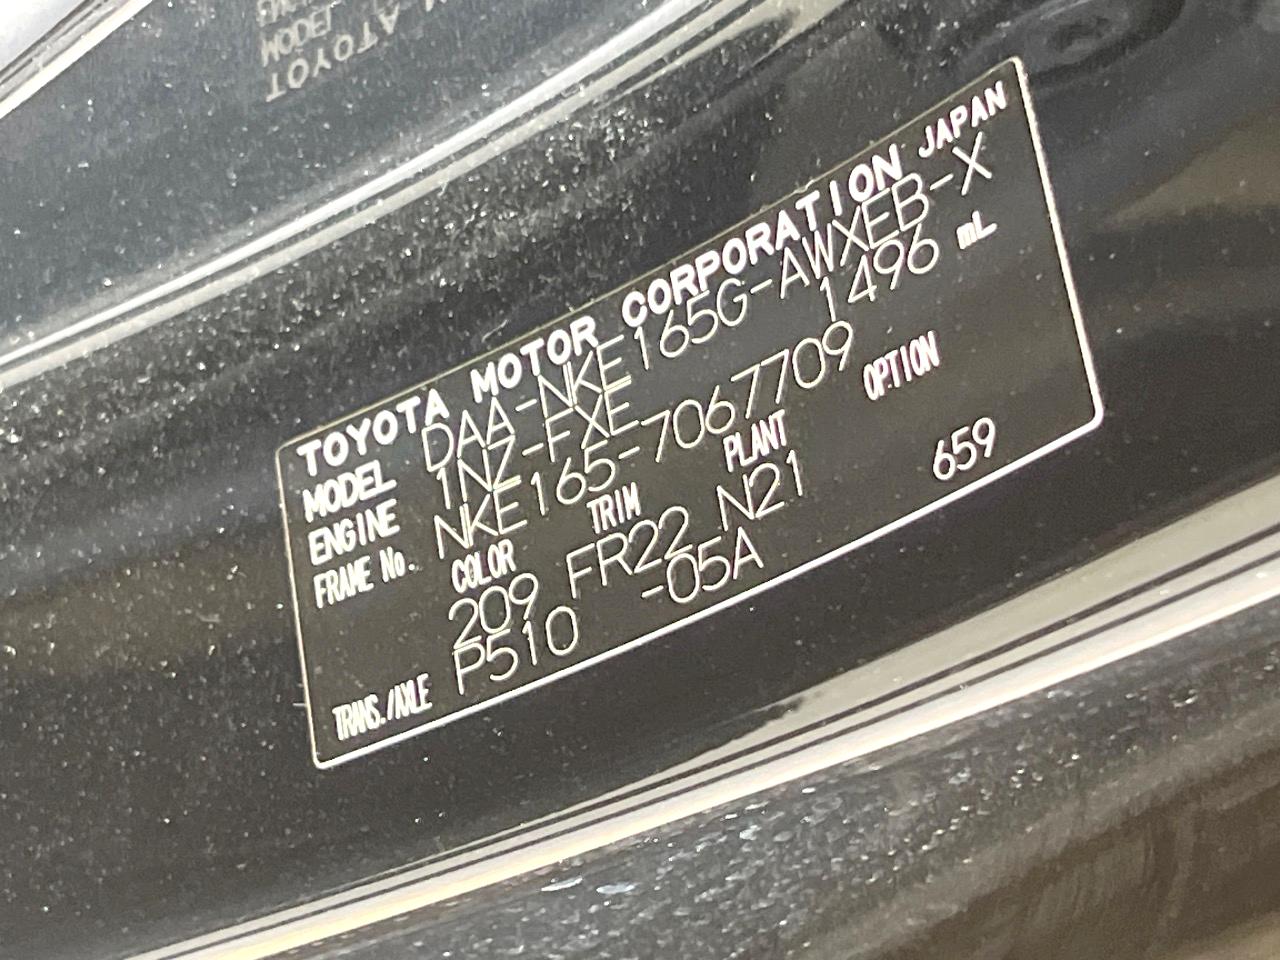 TOYOTA MOTOR CORPORATION JAPAN
MODEL DAA-NKE165G-AWXEB-X
ENGINE 1NZ-FXE 1496 mL
FRAME No. NKE165-7067709
COLOR TRIM PLANT OPTION
209 FR22 N21 659
TRANS./AXLE P510 -05A